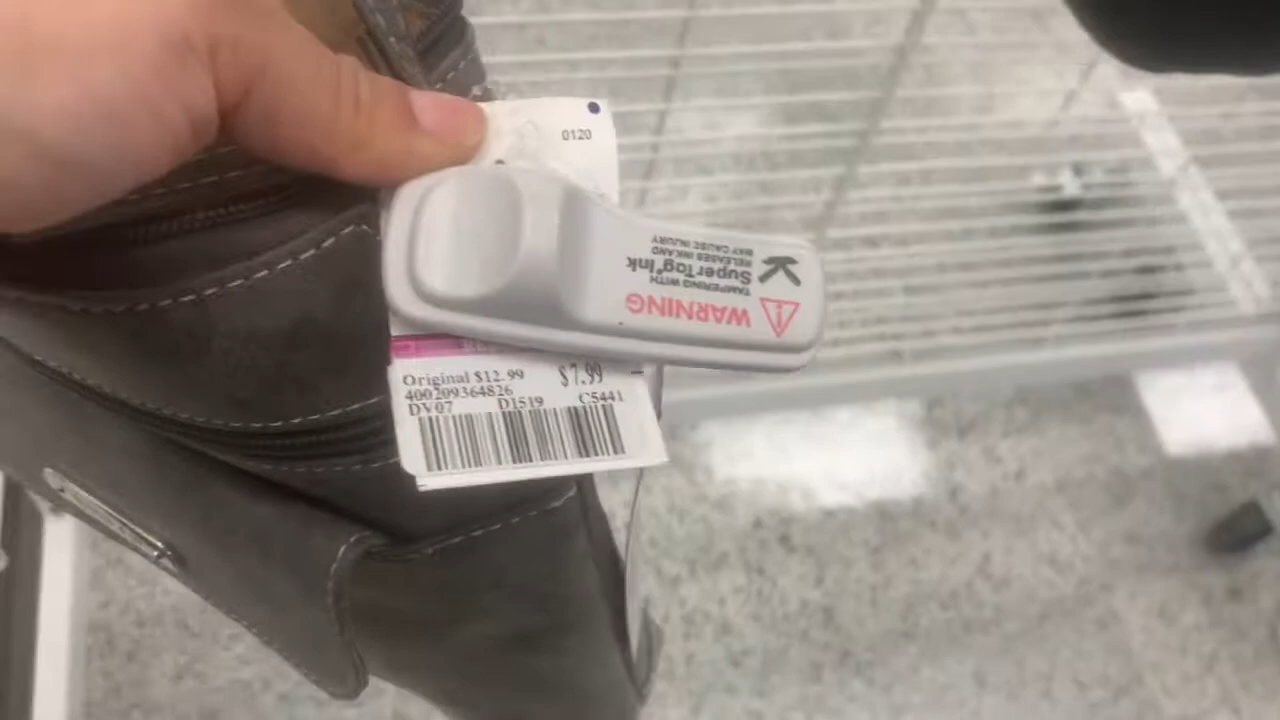 0120
WARNING
TAMPERING WITH
SuperTag®Ink
RELEASES INK AND
MAY CAUSE INJURY
Original $12.99 $7.99
400209364826
DV07 D1519 C5441